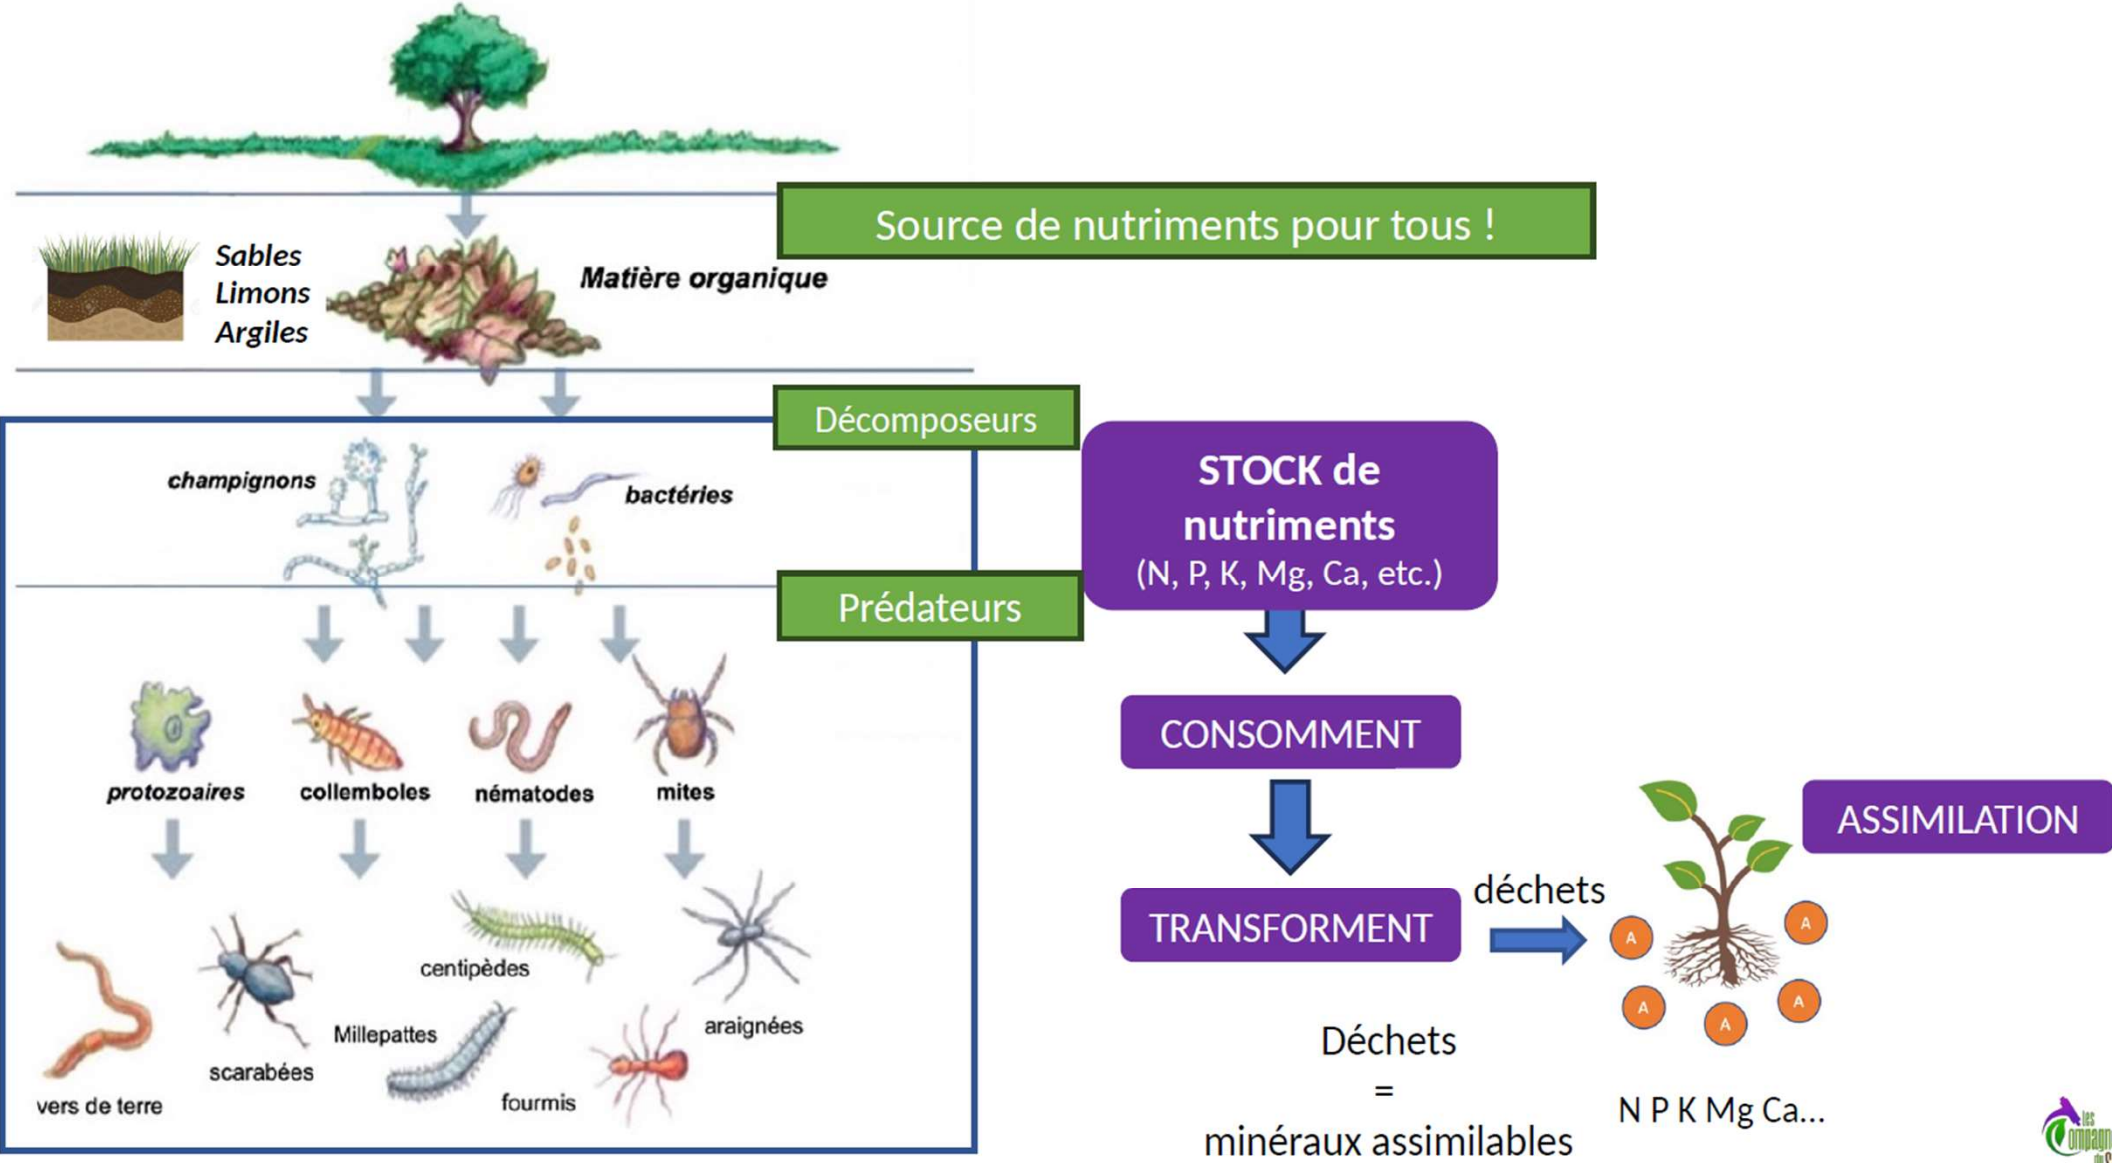 Source de nutriments pour tous !
Sables
Limons
Argiles
Matière organique
Décomposeurs
champignons
bactéries
STOCK de
nutriments
(N, P, K, Mg, Ca, etc.)
Prédateurs
CONSOMMENT
protozoaires
collemboles
nématodes
mites
ASSIMILATION
TRANSFORMENT
déchets
A
A
A
A
A
centipèdes
araignées
Millepattes
scarabées
fourmis
vers de terre
Déchets
=
minéraux assimilables
N P K Mg Ca...
les